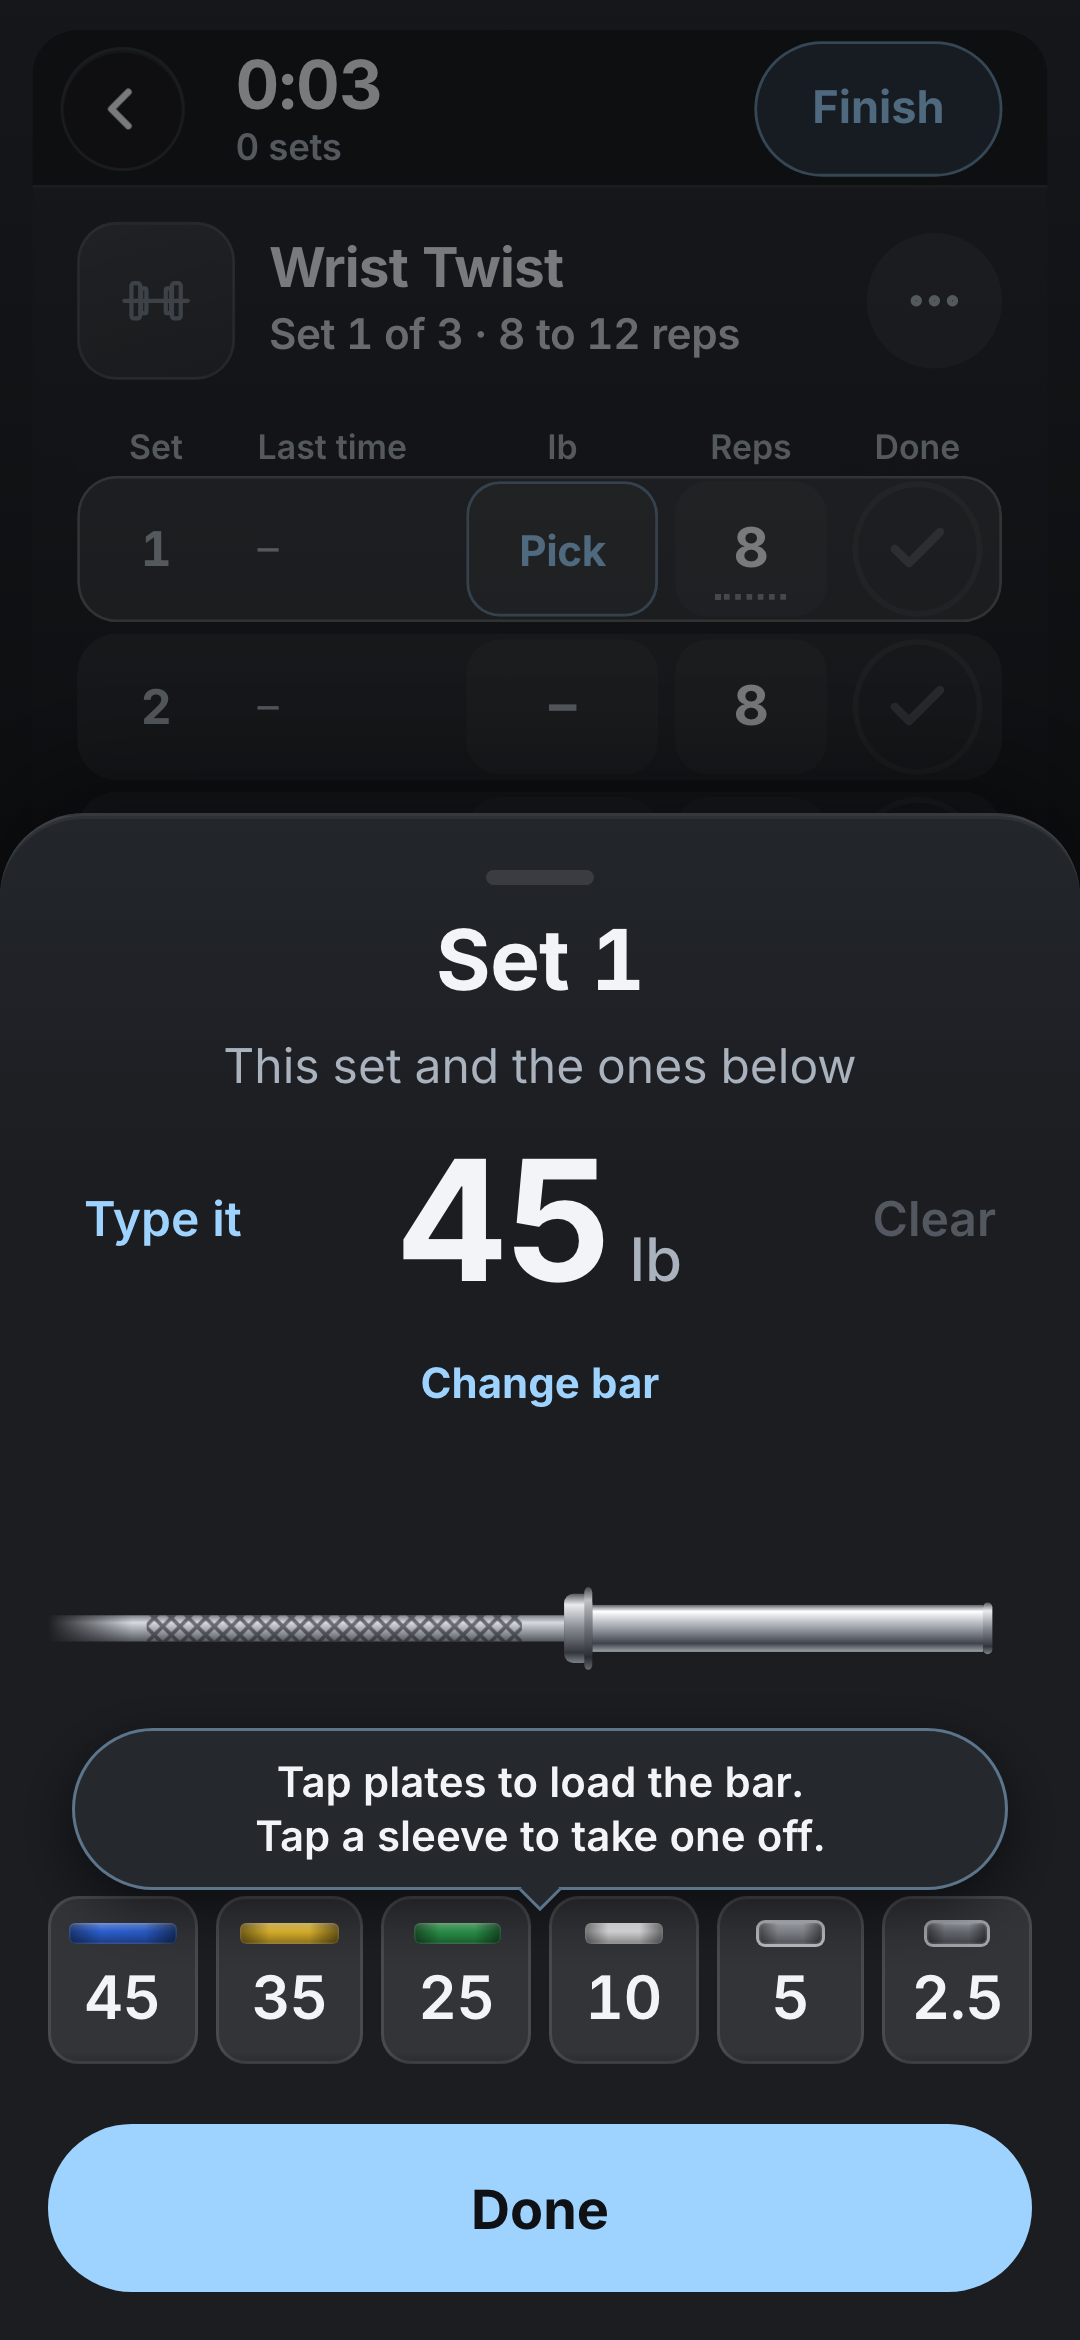 0:03
0 sets
Finish
Wrist Twist
Set 1 of 3 · 8 to 12 reps
Set Last time lb Reps Done
1 – Pick 8
2 – – 8
Set 1
This set and the ones below
Type it 45 lb Clear
Change bar
Tap plates to load the bar.
Tap a sleeve to take one off.
45 35 25 10 5 2.5
Done